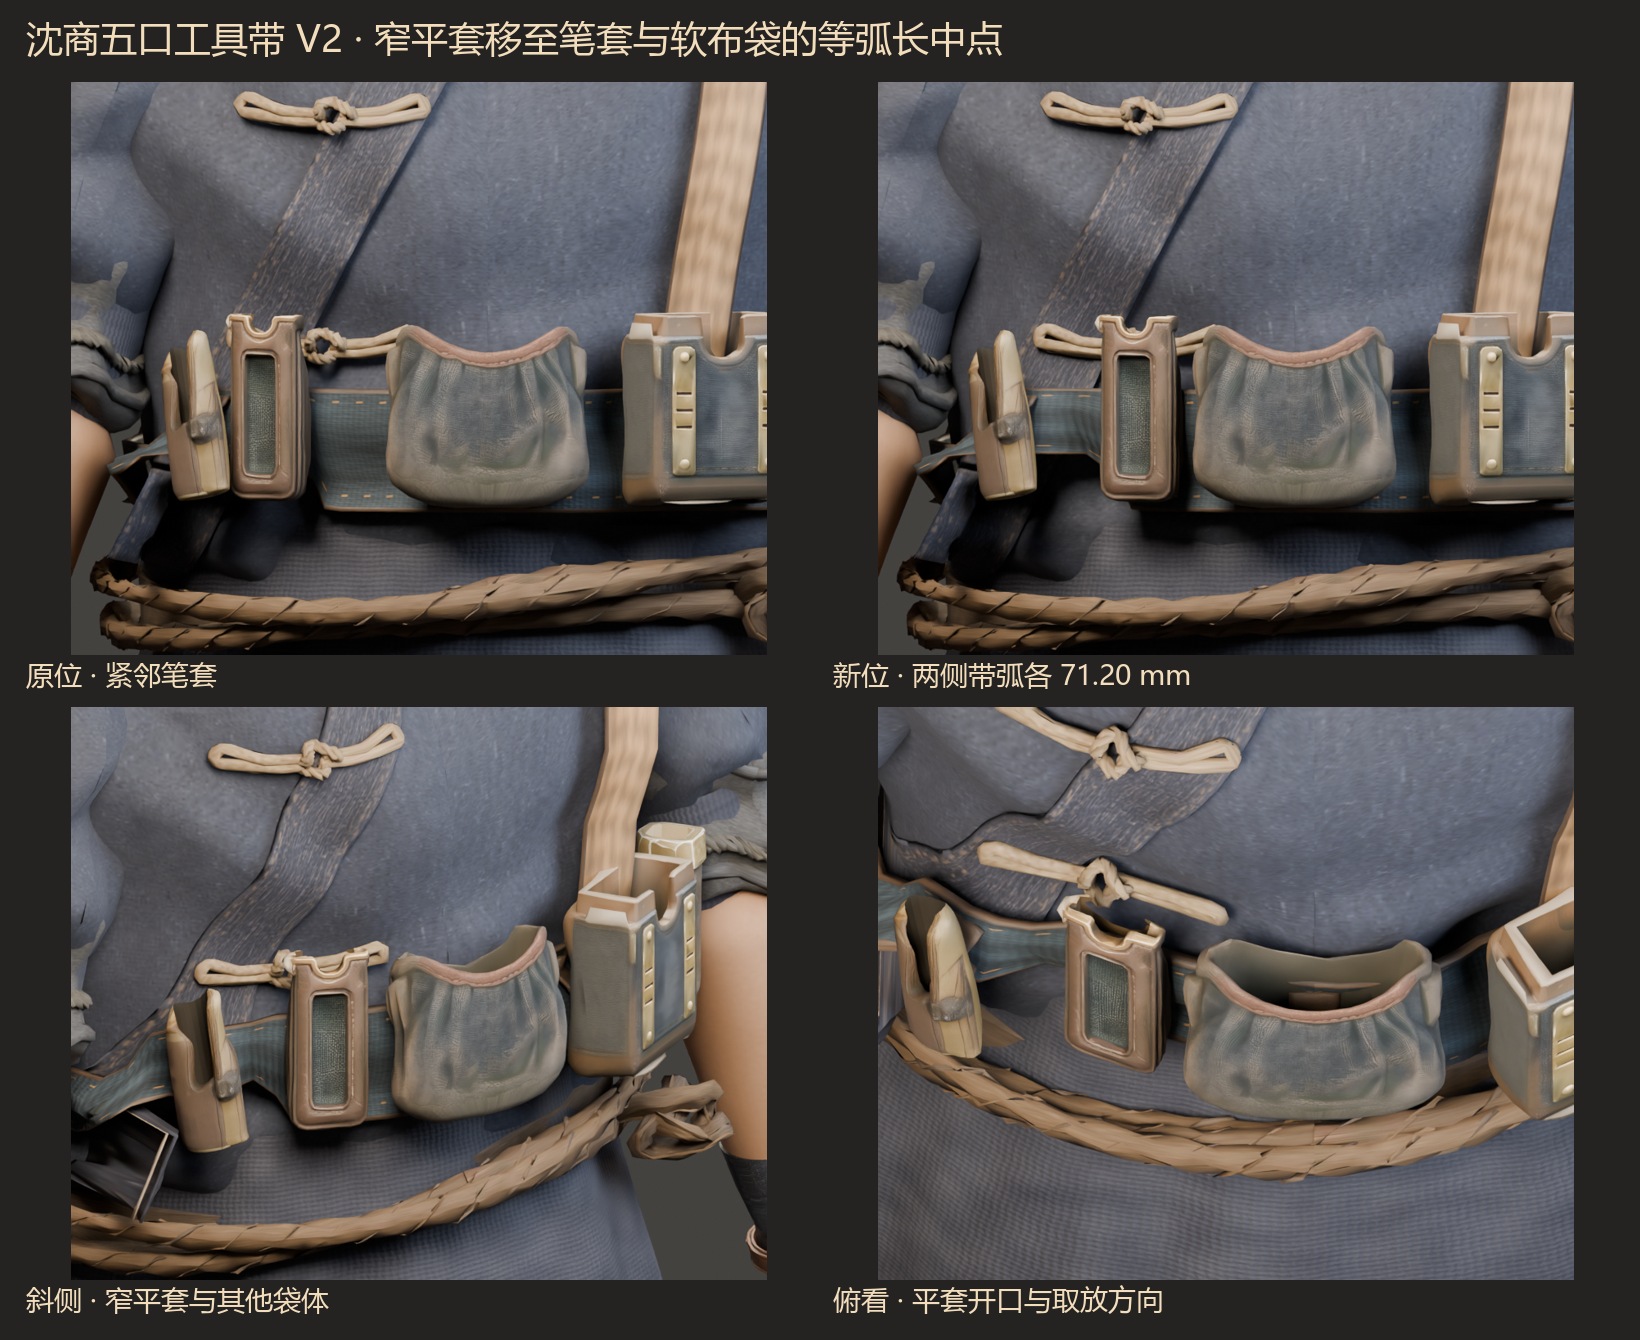 沈商五口工具带 V2 · 窄平套移至笔套与软布袋的等弧长中点
原位 · 紧邻笔套
新位 · 两侧带弧各 71.20 mm
斜侧 · 窄平套与其他袋体
俯看 · 平套开口与取放方向